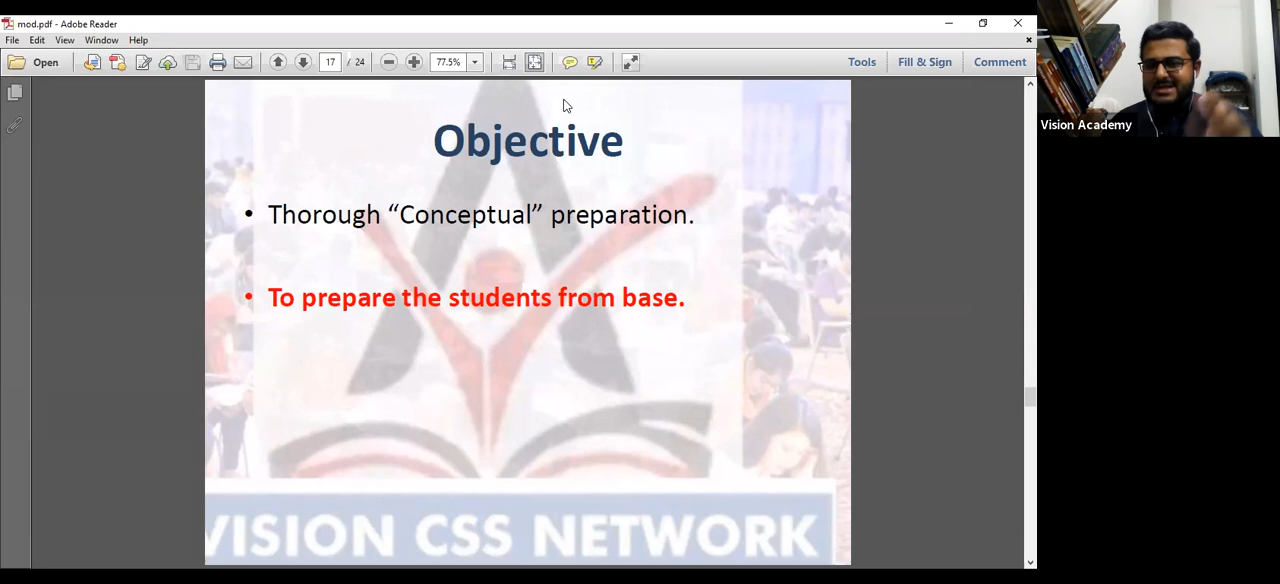 mod.pdf - Adobe Reader
File Edit View Window Help
Open 17 / 24 77.5% Tools Fill & Sign Comment
Vision Academy
Objective
• Thorough “Conceptual” preparation.
• To prepare the students from base.
VISION CSS NETWORK